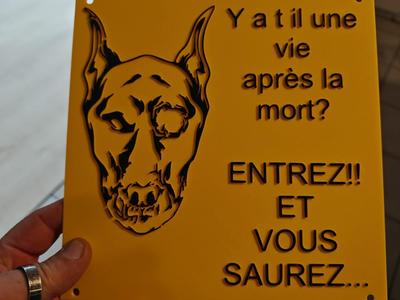 Y a t il une
vie
après la
mort?
ENTREZ!!
ET
VOUS
SAUREZ...